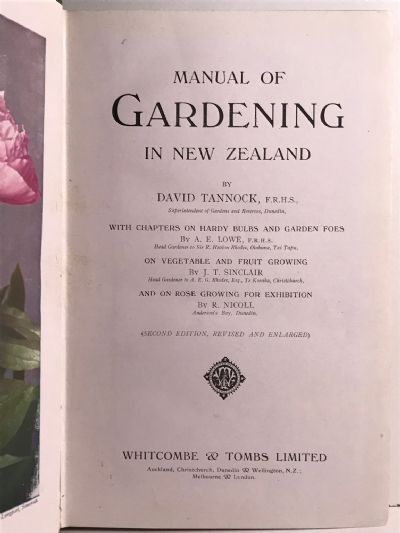 MANUAL OF
GARDENING
IN NEW ZEALAND
BY
DAVID TANNOCK, F.R.H.S.,
Superintendent of Gardens and Reserves, Dunedin,
WITH CHAPTERS ON HARDY BULBS AND GARDEN FOES
By A. E. LOWE, F.R.H.S.
Head Gardener to Sir R. Heaton Rhodes, Otahuna, Tai Tapu,
ON VEGETABLE AND FRUIT GROWING
By J. T. SINCLAIR
Head Gardener to A. E. G. Rhodes, Esq., Te Koraha, Christchurch,
AND ON ROSE GROWING FOR EXHIBITION
By R. NICOLL
Anderson's Bay, Dunedin.
(SECOND EDITION, REVISED AND ENLARGED)
WHITCOMBE & TOMBS LIMITED
Auckland, Christchurch, Dunedin & Wellington, N.Z.;
Melbourne & London.